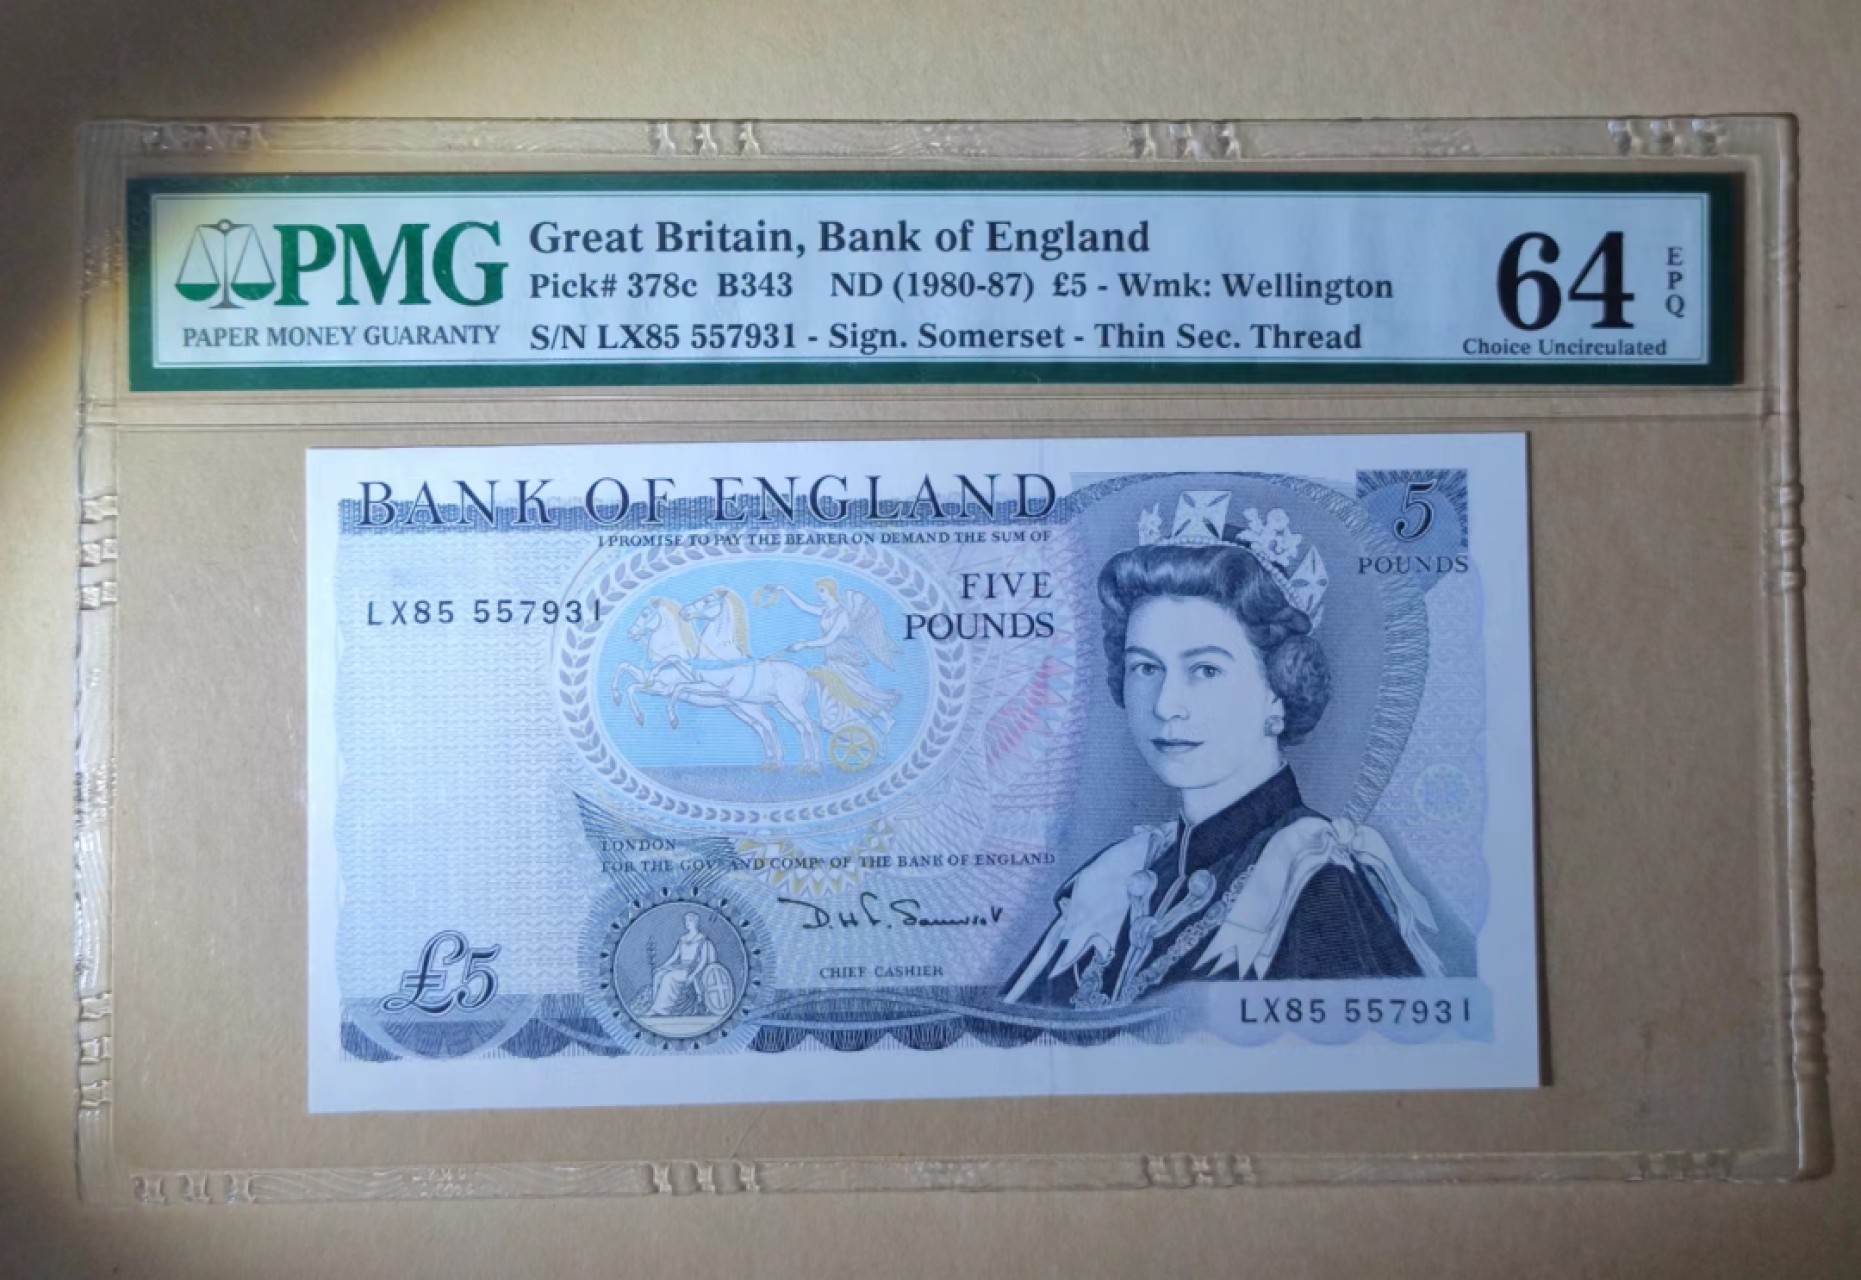 PMG
PAPER MONEY GUARANTY
Great Britain, Bank of England
Pick# 378c B343 ND (1980-87) £5 - Wmk: Wellington
S/N LX85 557931 - Sign. Somerset - Thin Sec. Thread
64
EPQ
Choice Uncirculated
BANK OF ENGLAND
I PROMISE TO PAY THE BEARER ON DEMAND THE SUM OF
5
POUNDS
FIVE
POUNDS
LX85 557931
LONDON
FOR THE GOVR AND COMPA OF THE BANK OF ENGLAND
D.H.F. Somerset
CHIEF CASHIER
£5
LX85 557931